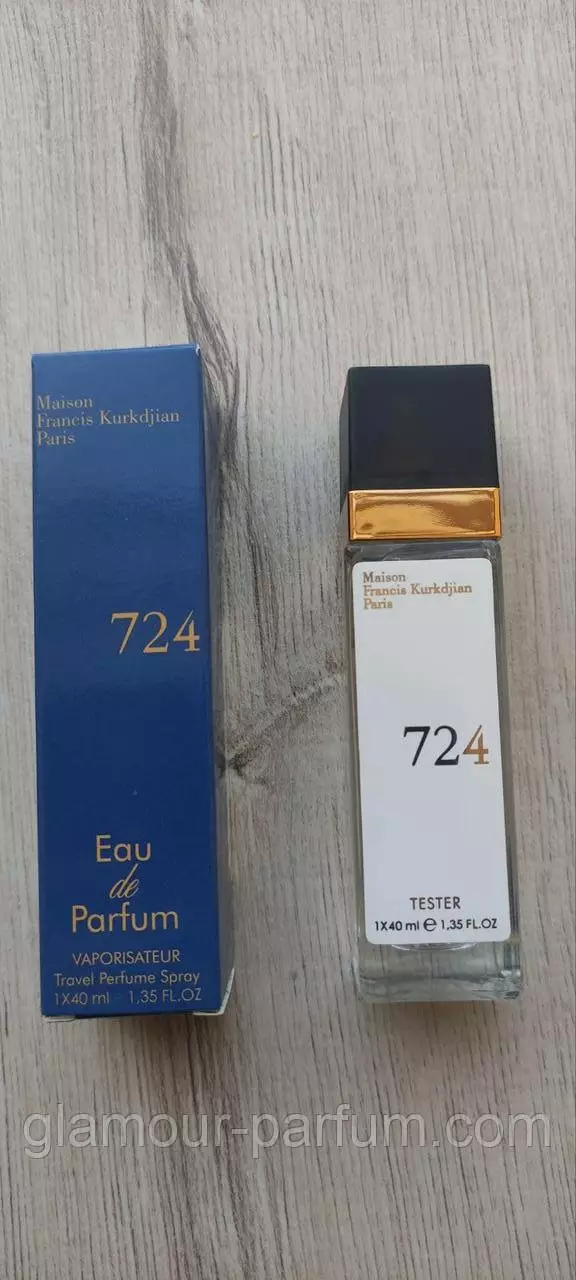 Maison
Francis Kurkdjian
Paris
724
Eau
de
Parfum
VAPORISATEUR
Travel Perfume Spray
1X40 ml - 1,35 FL.OZ
Maison
Francis Kurkdjian
Paris
724
TESTER
1X40 ml ℮ 1,35 FL.OZ
glamour-parfum.com